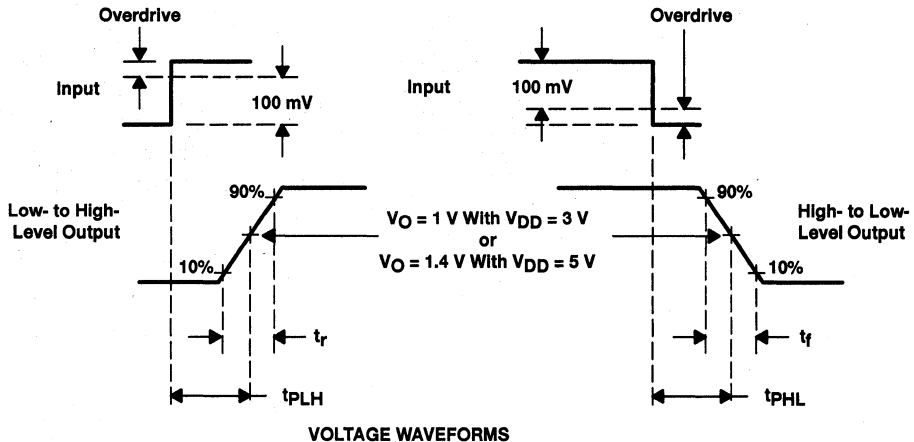 Overdrive
Overdrive
Input
100 mV
Input
100 mV
Low- to High-
Level Output
90%
10%
VO = 1 V With VDD = 3 V
or
VO = 1.4 V With VDD = 5 V
90%
10%
High- to Low-
Level Output
tr
tf
tPLH
tPHL
VOLTAGE WAVEFORMS